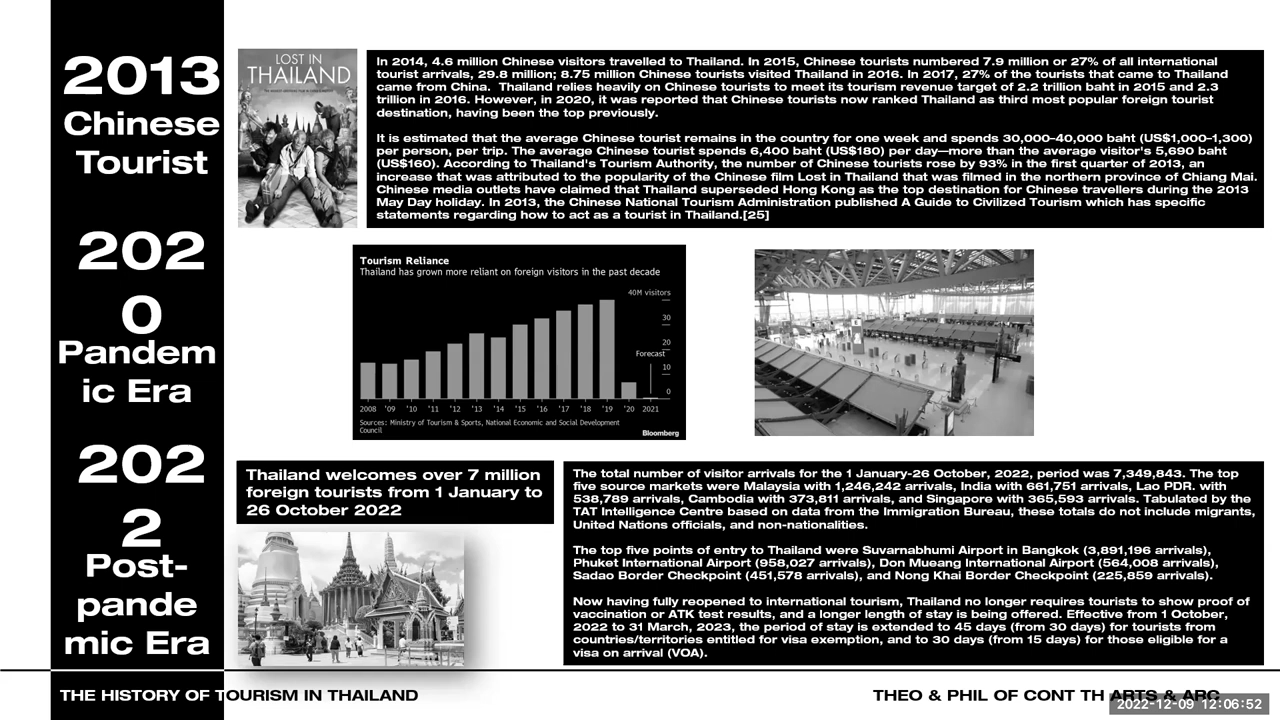 2013
Chinese
Tourist
202
0
Pandem
ic Era
202
2
Post-
pande
mic Era
LOST IN
THAILAND
In 2014, 4.6 million Chinese visitors travelled to Thailand. In 2015, Chinese tourists numbered 7.9 million or 27% of all international
tourist arrivals, 29.8 million; 8.75 million Chinese tourists visited Thailand in 2016. In 2017, 27% of the tourists that came to Thailand
came from China.  Thailand relies heavily on Chinese tourists to meet its tourism revenue target of 2.2 trillion baht in 2015 and 2.3
trillion in 2016. However, in 2020, it was reported that Chinese tourists now ranked Thailand as third most popular foreign tourist
destination, having been the top previously.
It is estimated that the average Chinese tourist remains in the country for one week and spends 30,000–40,000 baht (US$1,000–1,300)
per person, per trip. The average Chinese tourist spends 6,400 baht (US$180) per day—more than the average visitor's 5,690 baht
(US$160). According to Thailand's Tourism Authority, the number of Chinese tourists rose by 93% in the first quarter of 2013, an
increase that was attributed to the popularity of the Chinese film Lost in Thailand that was filmed in the northern province of Chiang Mai.
Chinese media outlets have claimed that Thailand superseded Hong Kong as the top destination for Chinese travellers during the 2013
May Day holiday. In 2013, the Chinese National Tourism Administration published A Guide to Civilized Tourism which has specific
statements regarding how to act as a tourist in Thailand.[25]
Tourism Reliance
Thailand has grown more reliant on foreign visitors in the past decade
40M visitors
30
20
Forecast
10
0
2008 '09 '10 '11 '12 '13 '14 '15 '16 '17 '18 '19 '20 2021
Sources: Ministry of Tourism & Sports, National Economic and Social Development
Council
Bloomberg
Thailand welcomes over 7 million
foreign tourists from 1 January to
26 October 2022
The total number of visitor arrivals for the 1 January-26 October, 2022, period was 7,349,843. The top
five source markets were Malaysia with 1,246,242 arrivals, India with 661,751 arrivals, Lao PDR. with
538,789 arrivals, Cambodia with 373,811 arrivals, and Singapore with 365,593 arrivals. Tabulated by the
TAT Intelligence Centre based on data from the Immigration Bureau, these totals do not include migrants,
United Nations officials, and non-nationalities.
The top five points of entry to Thailand were Suvarnabhumi Airport in Bangkok (3,891,196 arrivals),
Phuket International Airport (958,027 arrivals), Don Mueang International Airport (564,008 arrivals),
Sadao Border Checkpoint (451,578 arrivals), and Nong Khai Border Checkpoint (225,859 arrivals).
Now having fully reopened to international tourism, Thailand no longer requires tourists to show proof of
vaccination or ATK test results, and a longer length of stay is being offered. Effective from 1 October,
2022 to 31 March, 2023, the period of stay is extended to 45 days (from 30 days) for tourists from
countries/territories entitled for visa exemption, and to 30 days (from 15 days) for those eligible for a
visa on arrival (VOA).
THE HISTORY OF TOURISM IN THAILAND
THEO & PHIL OF CONT TH ARTS & ARC
2022-12-09 12:06:52